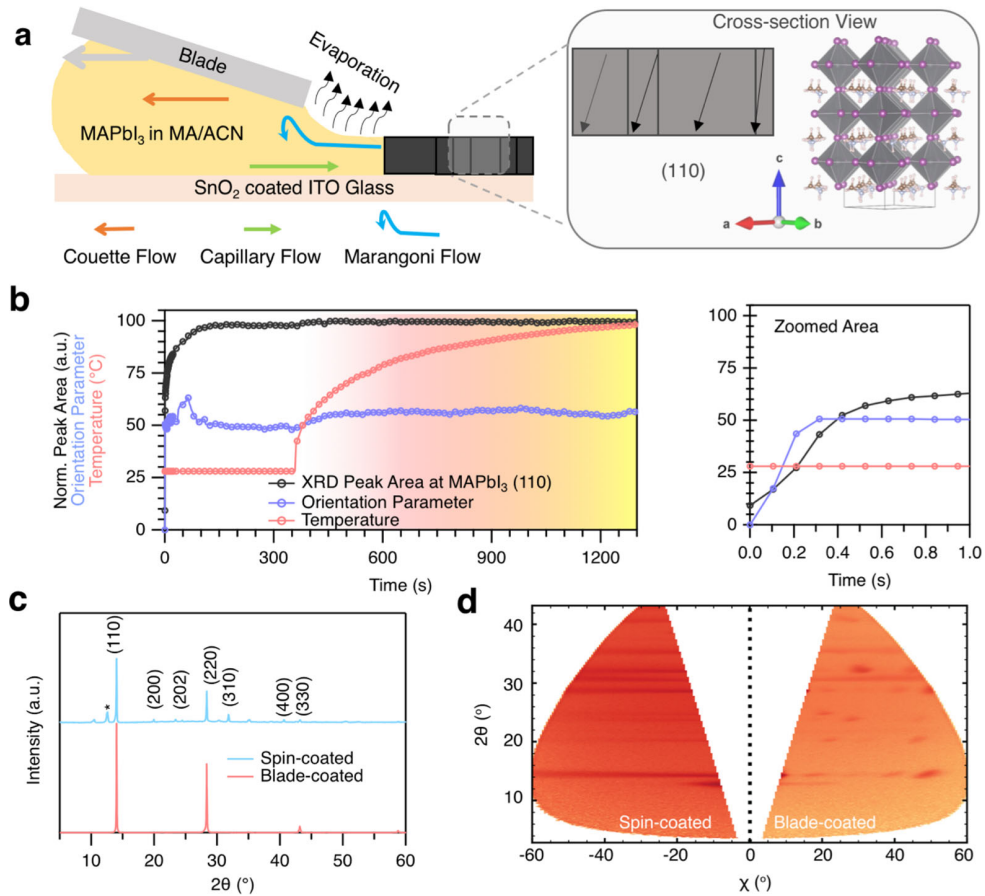 a
Blade
Evaporation
MAPbI3 in MA/ACN
SnO2 coated ITO Glass
Couette Flow
Capillary Flow
Marangoni Flow
Cross-section View
(110)
c
a
b
b
Norm. Peak Area (a.u.)
Orientation Parameter
Temperature (°C)
100
75
50
25
0
XRD Peak Area at MAPbI3 (110)
Orientation Parameter
Temperature
0
300
600
900
1200
Time (s)
Zoomed Area
100
75
50
25
0
0.0
0.2
0.4
0.6
0.8
1.0
Time (s)
c
Intensity (a.u.)
(110)
*
(200)
(202)
(220)
(310)
(400)
(330)
Spin-coated
Blade-coated
10
20
30
40
50
60
2θ (°)
d
2θ (°)
40
30
20
10
Spin-coated
Blade-coated
-60
-40
-20
0
20
40
60
χ (°)